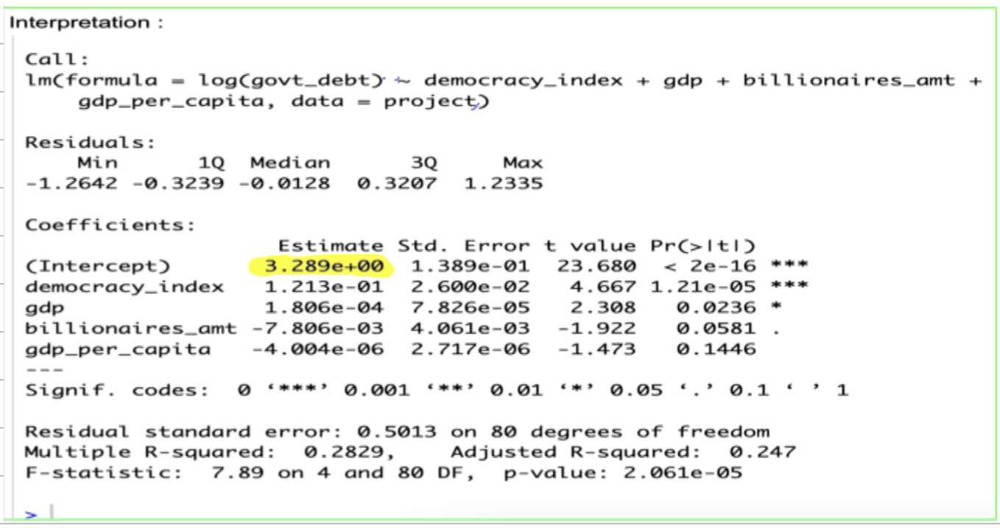 Interpretation :
Call:
lm(formula = log(govt_debt) ~ democracy_index + gdp + billionaires_amt +
    gdp_per_capita, data = project)
Residuals:
    Min      1Q  Median      3Q     Max
-1.2642 -0.3239 -0.0128  0.3207  1.2335
Coefficients:
                   Estimate Std. Error t value Pr(>|t|)
(Intercept)       3.289e+00  1.389e-01  23.680  < 2e-16 ***
democracy_index   1.213e-01  2.600e-02   4.667 1.21e-05 ***
gdp               1.806e-04  7.826e-05   2.308   0.0236 *
billionaires_amt -7.806e-03  4.061e-03  -1.922   0.0581 .
gdp_per_capita   -4.004e-06  2.717e-06  -1.473   0.1446
---
Signif. codes:  0 ‘***’ 0.001 ‘**’ 0.01 ‘*’ 0.05 ‘.’ 0.1 ‘ ’ 1
Residual standard error: 0.5013 on 80 degrees of freedom
Multiple R-squared:  0.2829,    Adjusted R-squared:  0.247
F-statistic:  7.89 on 4 and 80 DF,  p-value: 2.061e-05
>